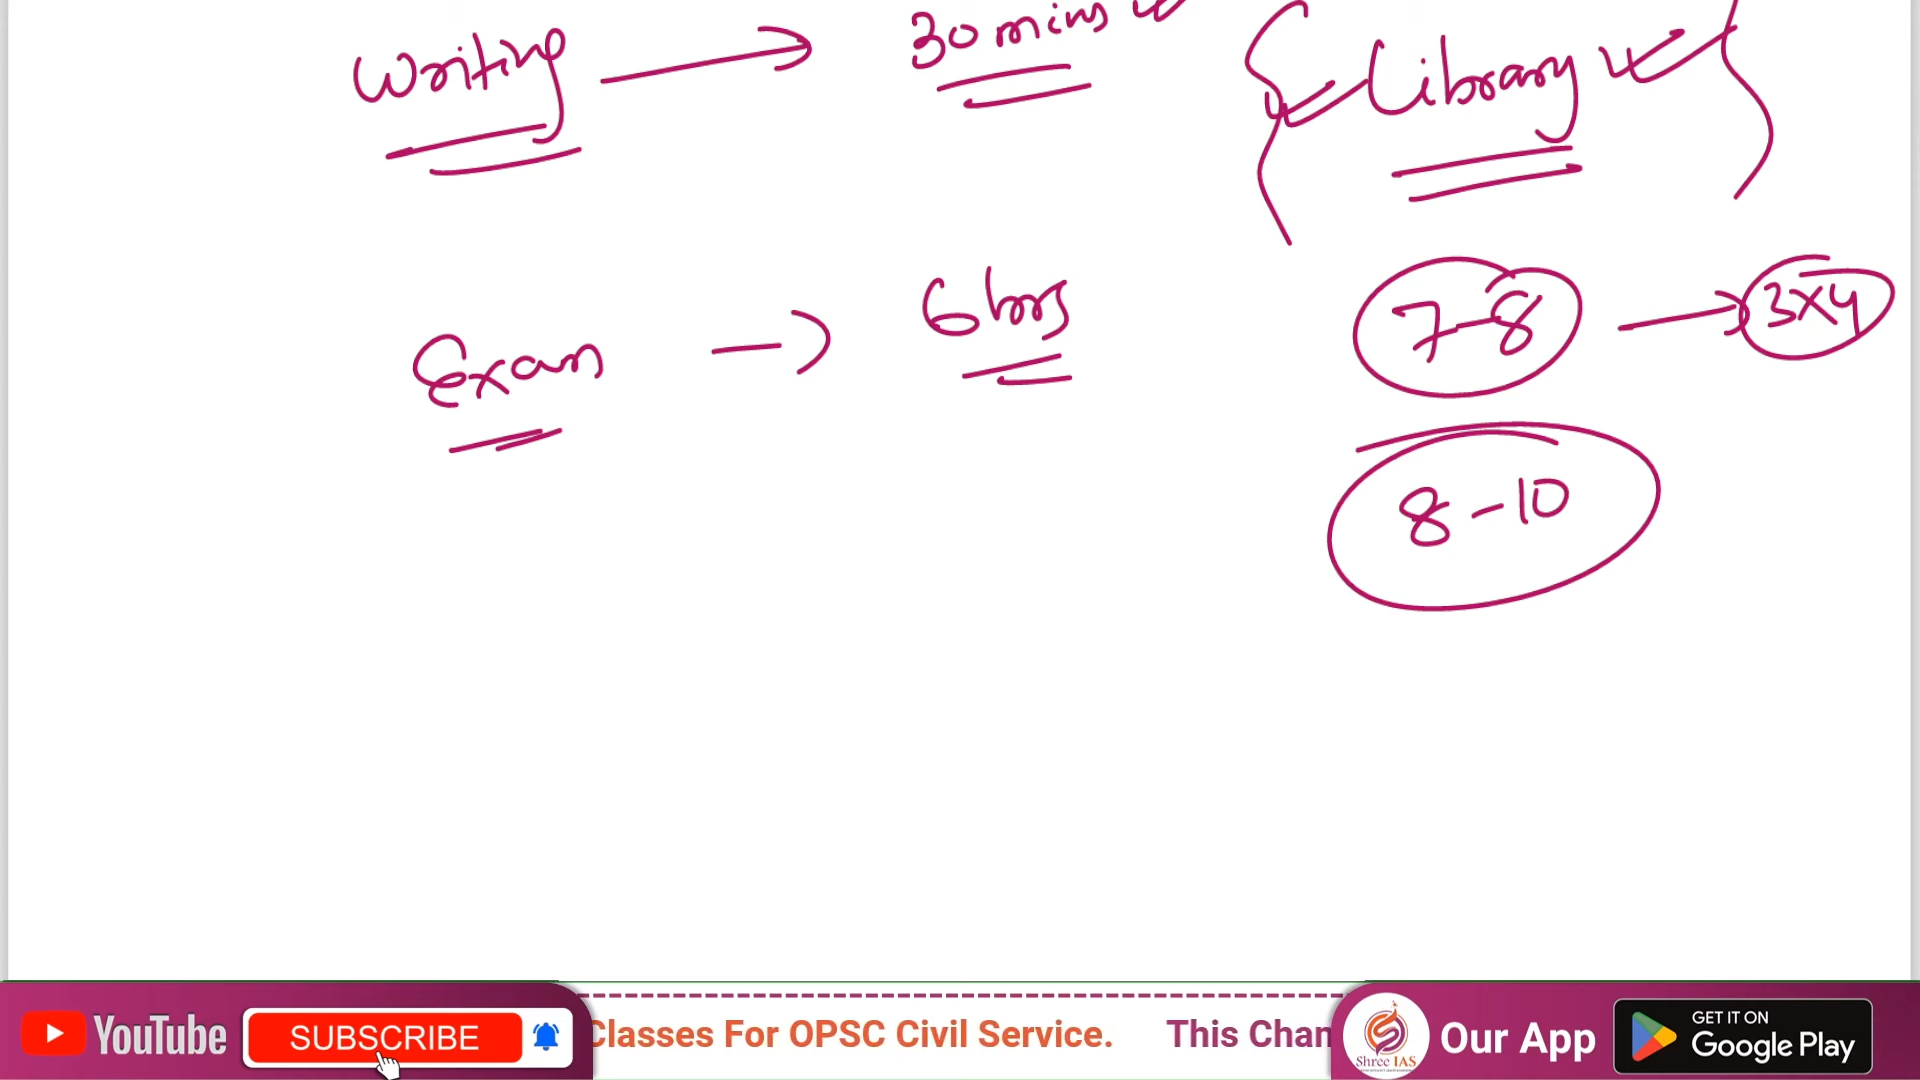 Writing → 30 mins
Library
Exam → 6 hrs
7-8 → 3x4
8-10
YouTube
SUBSCRIBE
Classes For OPSC Civil Service. This Chan
Shree IAS
Our App
GET IT ON
Google Play